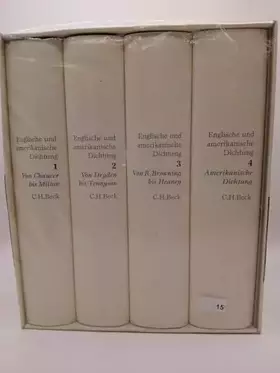 Englische und
amerikanische
Dichtung
1
Von Chaucer
bis Milton
C.H.Beck
Englische und
amerikanische
Dichtung
2
Von Dryden
bis Tennyson
C.H.Beck
Englische und
amerikanische
Dichtung
3
Von R. Browning
bis Heaney
C.H.Beck
Englische und
amerikanische
Dichtung
4
Amerikanische
Dichtung
C.H.Beck
15